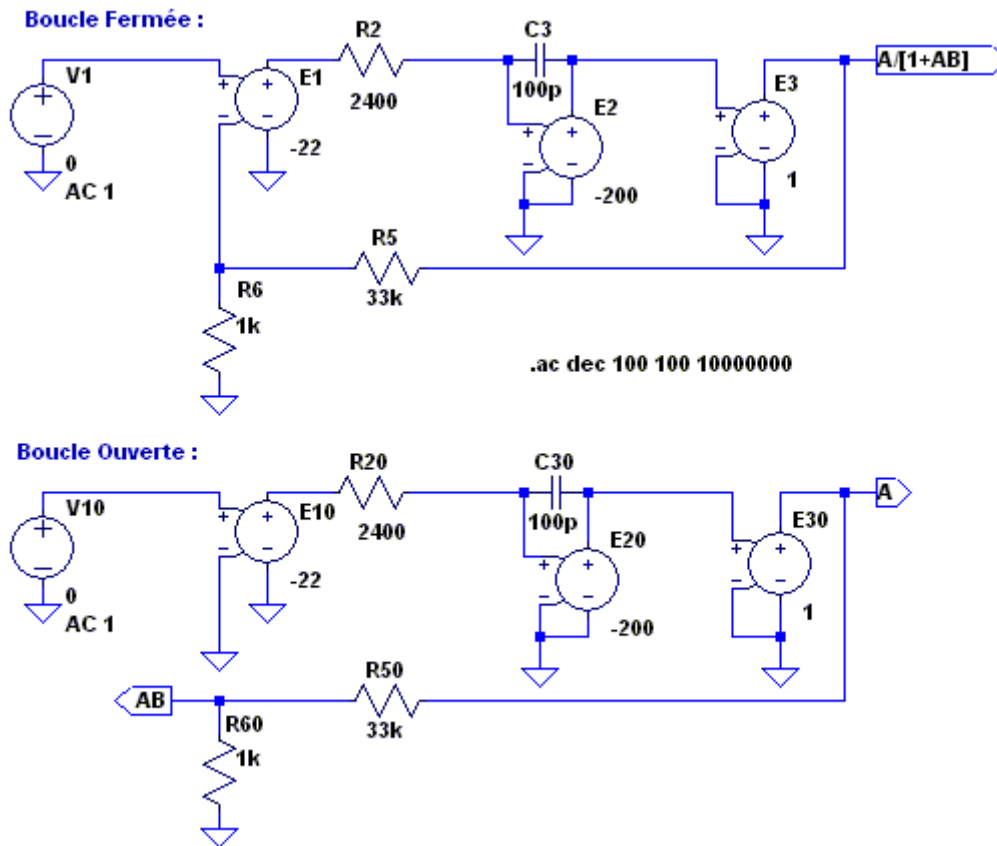 Boucle Fermée :
R2
C3
V1
E1
E3
A/[1+AB]
2400
100p
E2
-22
0
AC 1
-200
1
R5
33k
R6
1k
.ac dec 100 100 10000000
Boucle Ouverte :
R20
C30
V10
E10
A
2400
100p
E20
E30
-22
0
AC 1
-200
1
R50
AB
33k
R60
1k